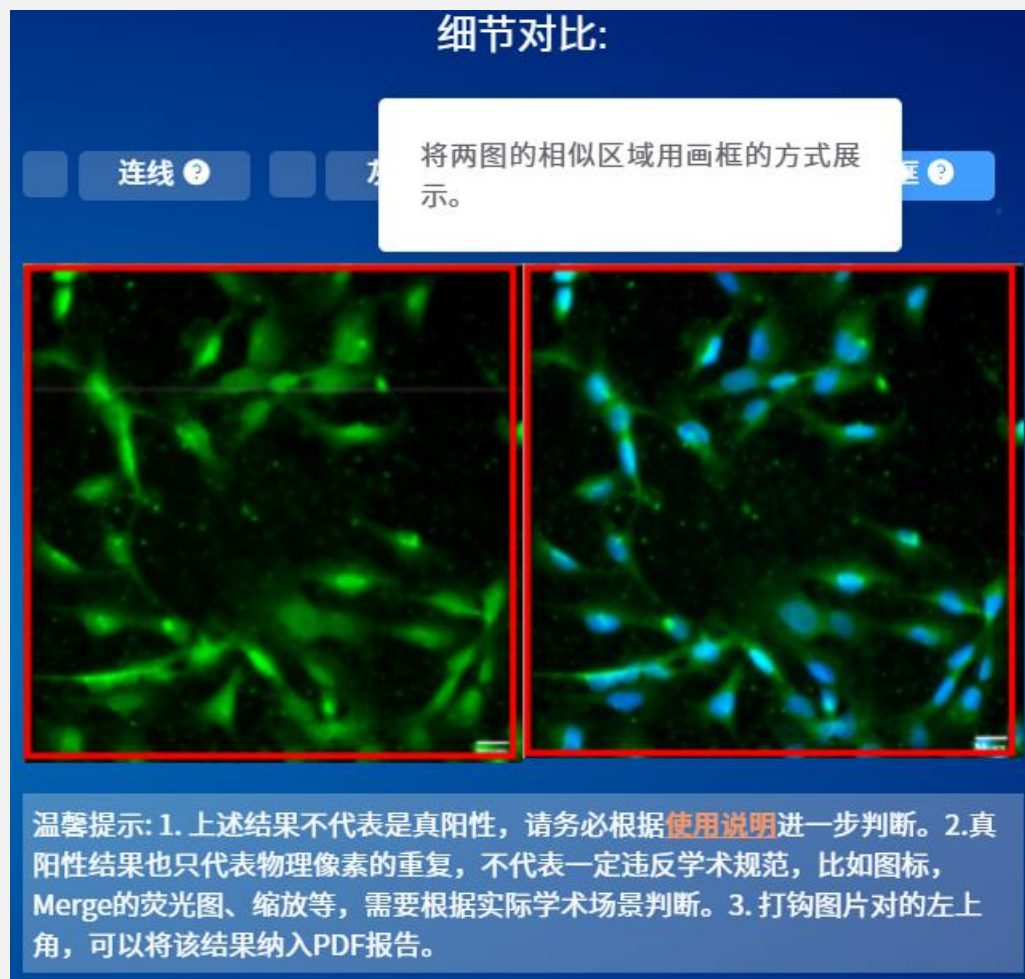 细节对比:
将两图的相似区域用画框的方式展
示。
连线
温馨提示: 1. 上述结果不代表是真阳性，请务必根据使用说明进一步判断。2.真
阳性结果也只代表物理像素的重复，不代表一定违反学术规范，比如图标，
Merge的荧光图、缩放等，需要根据实际学术场景判断。3. 打钩图片对的左上
角，可以将该结果纳入PDF报告。